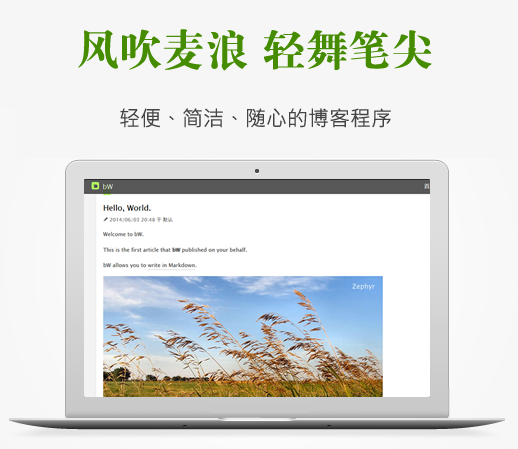 风吹麦浪 轻舞笔尖
轻便、简洁、随心的博客程序
bW
Hello, World.
2014/06/03 20:48 于 默认
Welcome to bW.
This is the first article that bW published on your behalf.
bW allows you to write in Markdown.
Zephyr